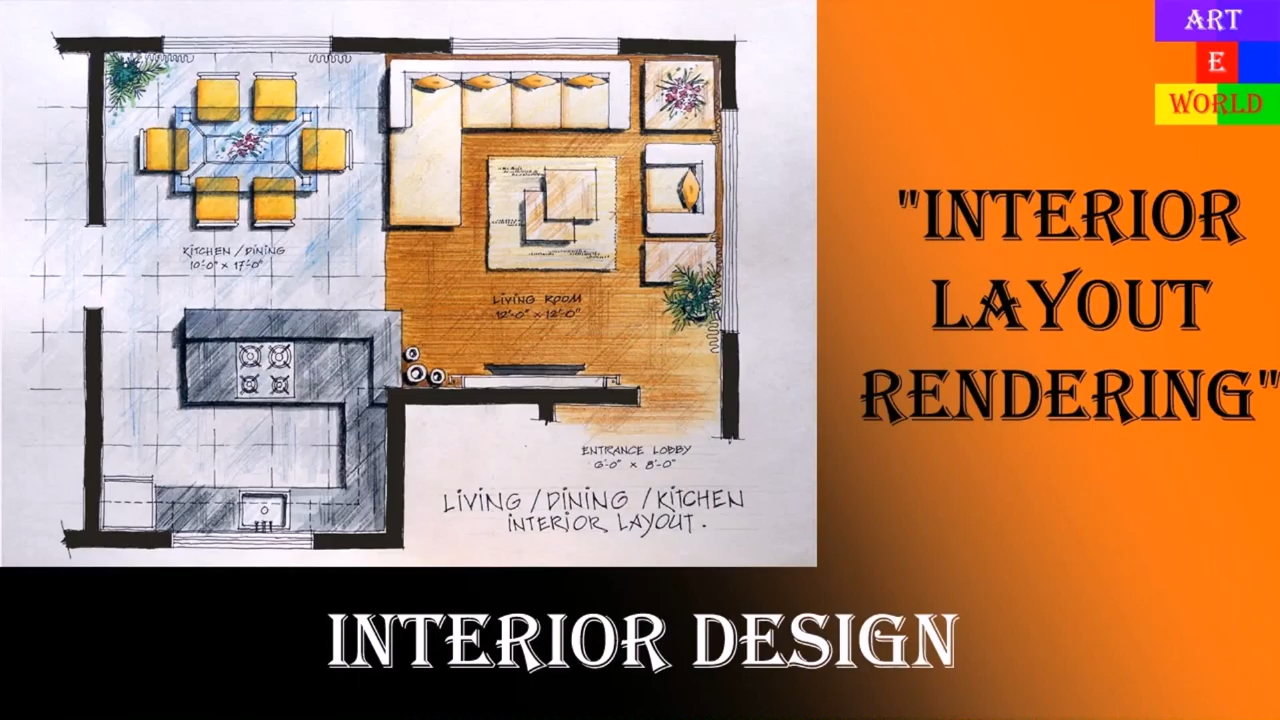 ART
E
WORLD
"INTERIOR
LAYOUT
RENDERING"
KITCHEN / DINING
10'-0" x 17'-0"
LIVING ROOM
12'-0" x 12'-0"
ENTRANCE LOBBY
6'-0" x 8'-0"
LIVING / DINING / KITCHEN
INTERIOR LAYOUT.
INTERIOR DESIGN